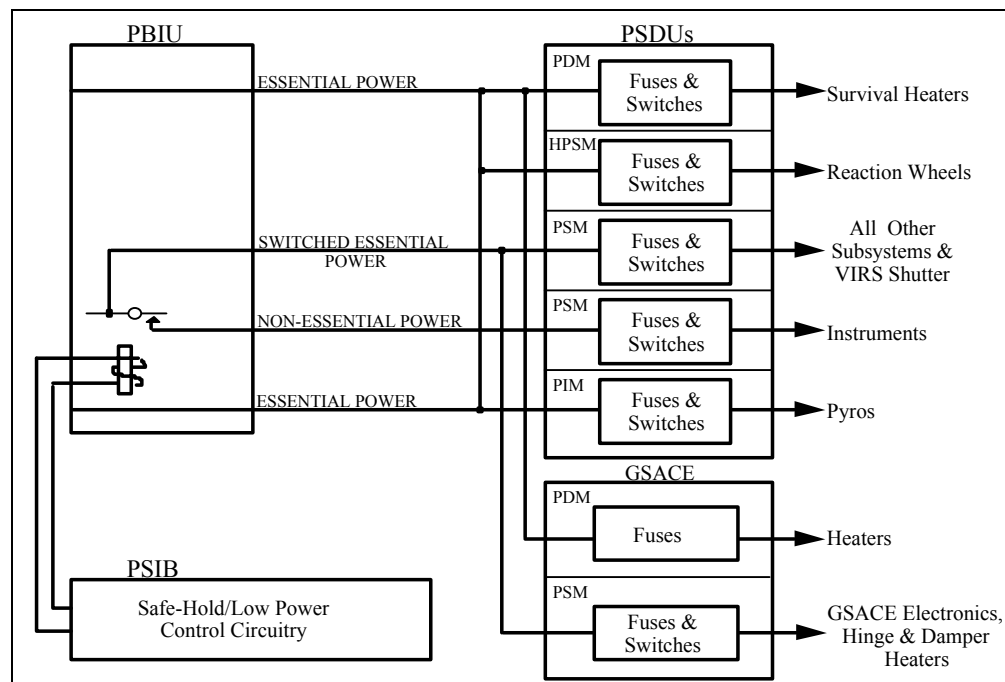 PBIU
PSDUs
ESSENTIAL POWER
PDM
Fuses &
Switches
Survival Heaters
HPSM
Fuses &
Switches
Reaction Wheels
SWITCHED ESSENTIAL
POWER
PSM
Fuses &
Switches
All Other
Subsystems &
VIRS Shutter
NON-ESSENTIAL POWER
PSM
Fuses &
Switches
Instruments
ESSENTIAL POWER
PIM
Fuses &
Switches
Pyros
GSACE
PDM
Fuses
Heaters
PSIB
Safe-Hold/Low Power
Control Circuitry
PSM
Fuses &
Switches
GSACE Electronics,
Hinge & Damper
Heaters